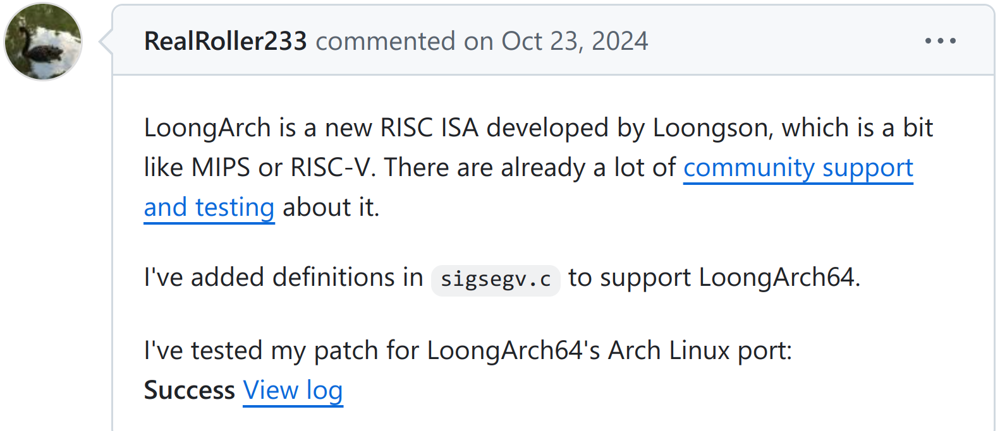 RealRoller233 commented on Oct 23, 2024
LoongArch is a new RISC ISA developed by Loongson, which is a bit
like MIPS or RISC-V. There are already a lot of community support
and testing about it.
I've added definitions in sigsegv.c to support LoongArch64.
I've tested my patch for LoongArch64's Arch Linux port:
Success View log